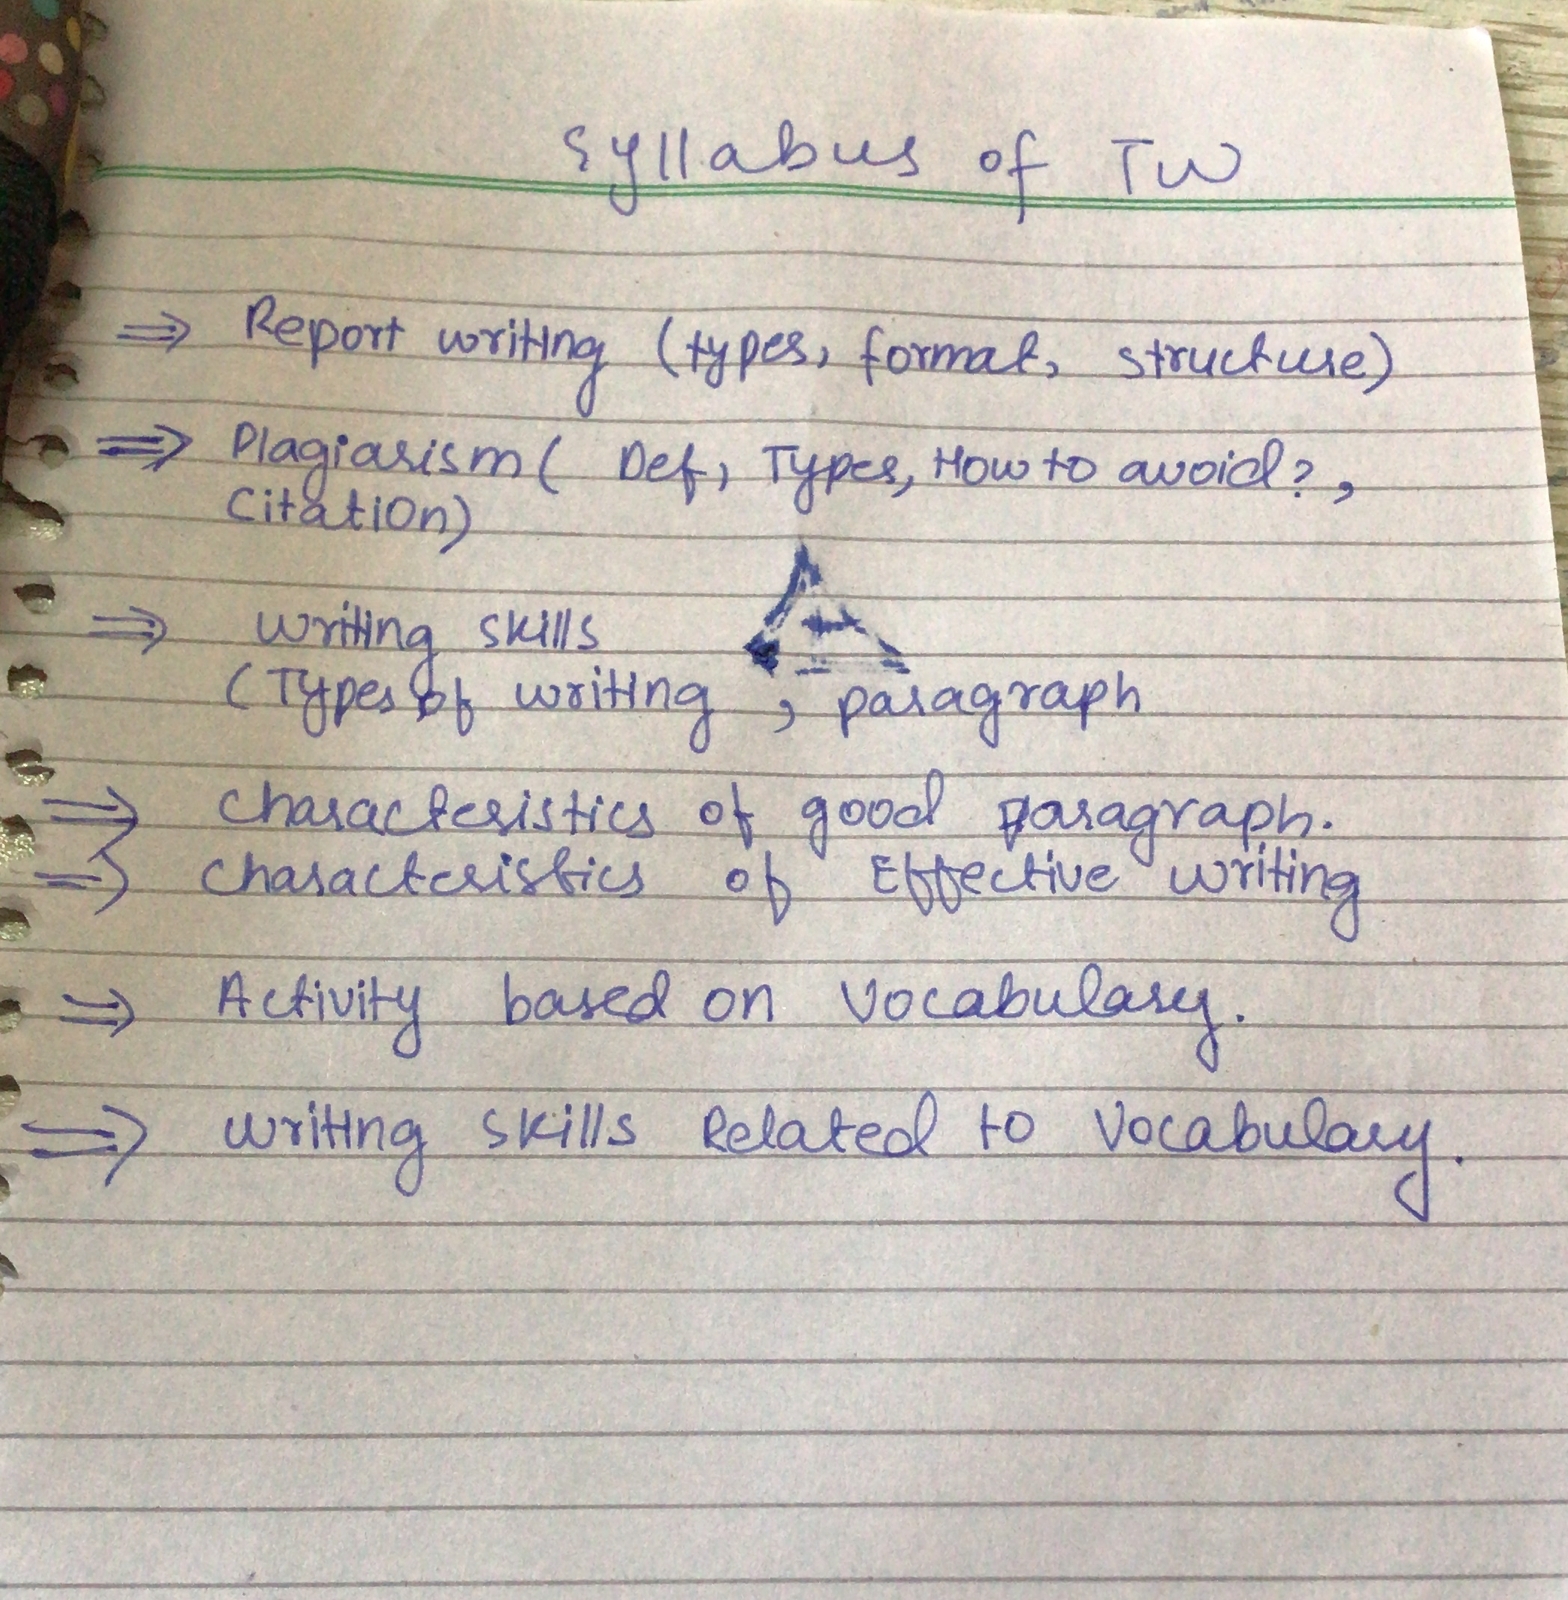 Syllabus of TW
⇒ Report writing (types, format, structure)
⇒ Plagiarism ( Def, Types, How to avoid?,
Citation)
⇒ writing skills
(Types of writing , paragraph
⇒ characteristics of good paragraph.
⇒ characteristics of Effective writing
⇒ Activity based on Vocabulary.
⇒ writing skills Related to Vocabulary.